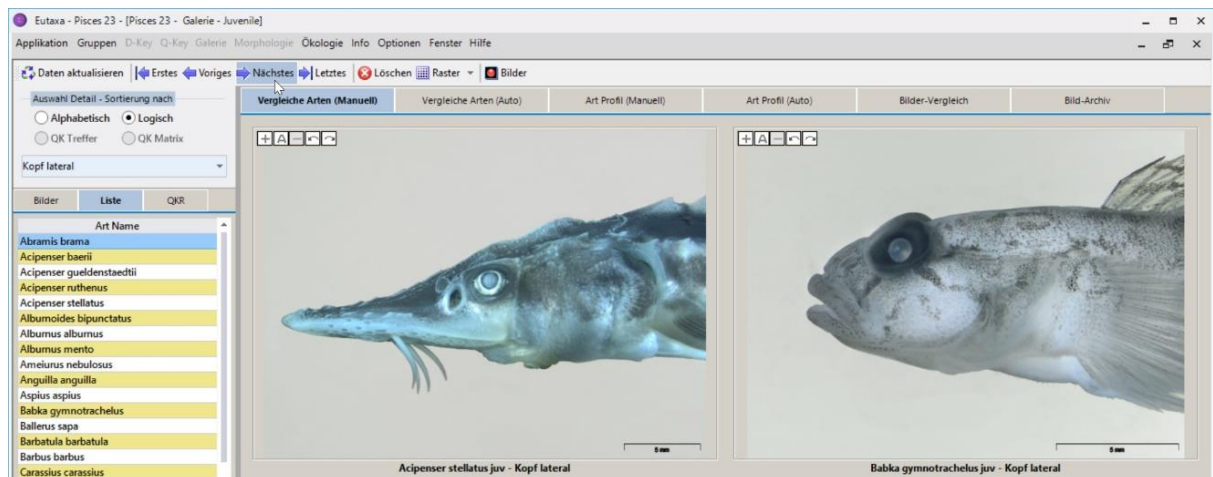 Eutaxa - Pisces 23 - [Pisces 23 - Galerie - Juvenile]
Applikation Gruppen D-Key Q-Key Galerie Morphologie Ökologie Info Optionen Fenster Hilfe
Daten aktualisieren Erstes Voriges Nächstes Letztes Löschen Raster Bilder
Auswahl Detail - Sortierung nach
Alphabetisch Logisch
QK Treffer QK Matrix
Kopf lateral
Bilder Liste QKR
Art Name
Abramis brama
Acipenser baerii
Acipenser gueldenstaedtii
Acipenser ruthenus
Acipenser stellatus
Alburnoides bipunctatus
Alburnus alburnus
Alburnus mento
Ameiurus nebulosus
Anguilla anguilla
Aspius aspius
Babka gymnotrachelus
Ballerus sapa
Barbatula barbatula
Barbus barbus
Carassius carassius
Vergleiche Arten (Manuell) Vergleiche Arten (Auto) Art Profil (Manuell) Art Profil (Auto) Bilder-Vergleich Bild-Archiv
+ A −
5 mm
Acipenser stellatus juv - Kopf lateral
+ A −
5 mm
Babka gymnotrachelus juv - Kopf lateral